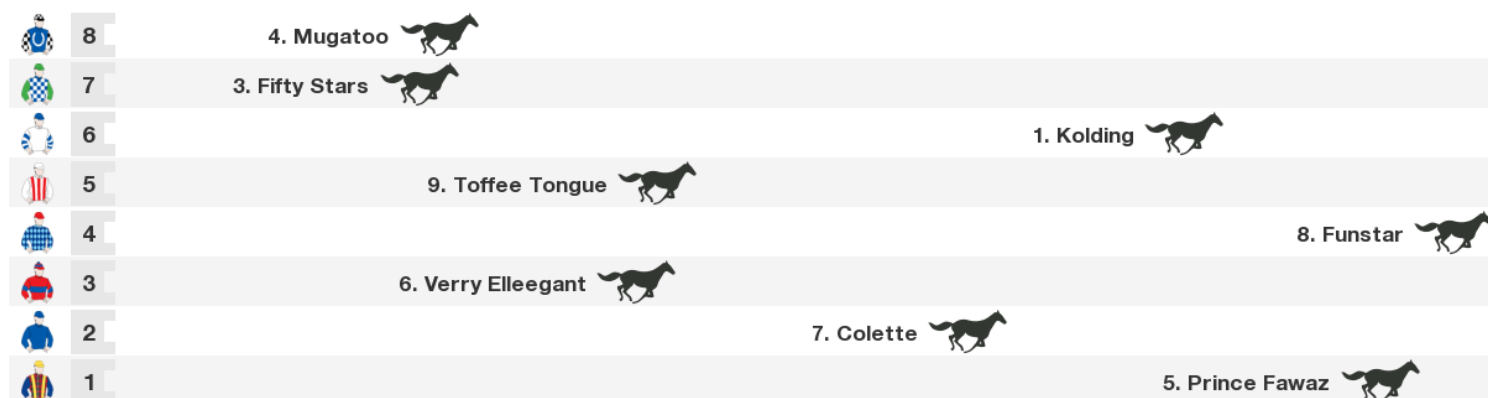 8 4. Mugatoo
7 3. Fifty Stars
6 1. Kolding
5 9. Toffee Tongue
4 8. Funstar
3 6. Verry Elleegant
2 7. Colette
1 5. Prince Fawaz